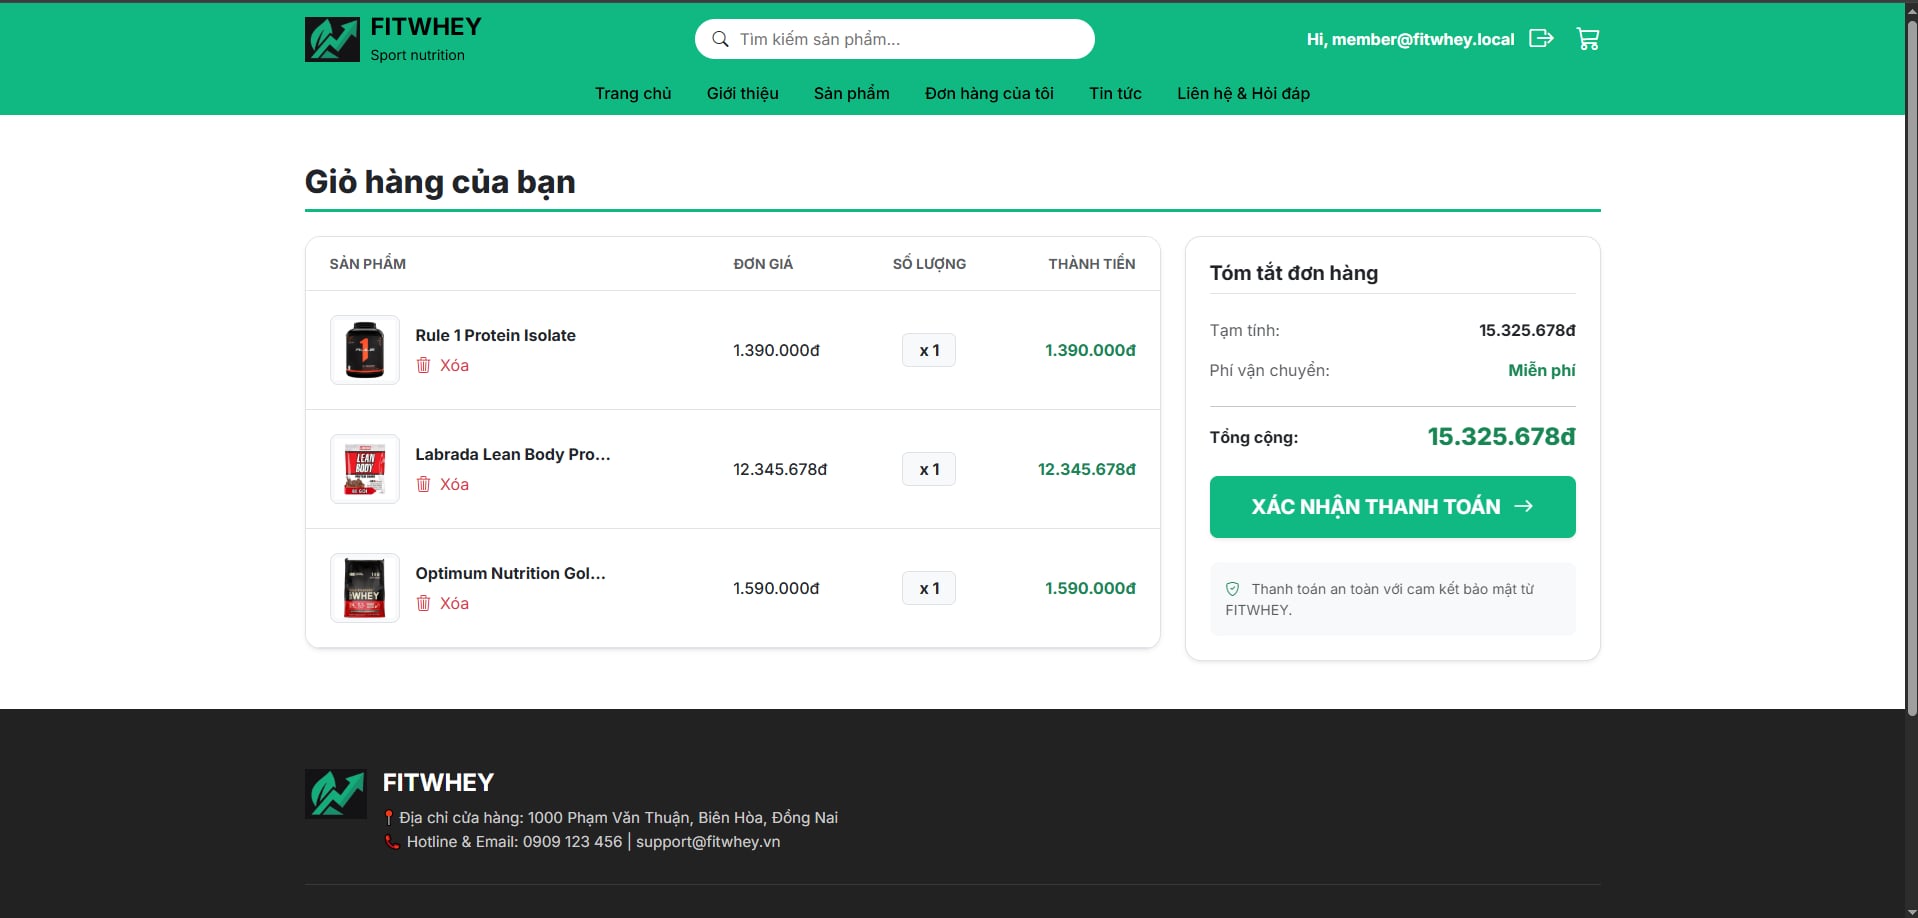 FITWHEY
Sport nutrition
Tìm kiếm sản phẩm...
Hi, member@fitwhey.local
Trang chủ Giới thiệu Sản phẩm Đơn hàng của tôi Tin tức Liên hệ & Hỏi đáp
Giỏ hàng của bạn
SẢN PHẨM ĐƠN GIÁ SỐ LƯỢNG THÀNH TIỀN
Rule 1 Protein Isolate
Xóa
1.390.000đ x 1 1.390.000đ
LEAN
BODY
Labrada Lean Body Pro...
Xóa
12.345.678đ x 1 12.345.678đ
WHEY
Optimum Nutrition Gol...
Xóa
1.590.000đ x 1 1.590.000đ
Tóm tắt đơn hàng
Tạm tính: 15.325.678đ
Phí vận chuyển: Miễn phí
Tổng cộng: 15.325.678đ
XÁC NHẬN THANH TOÁN →
Thanh toán an toàn với cam kết bảo mật từ
FITWHEY.
FITWHEY
Địa chỉ cửa hàng: 1000 Phạm Văn Thuận, Biên Hòa, Đồng Nai
Hotline & Email: 0909 123 456 | support@fitwhey.vn